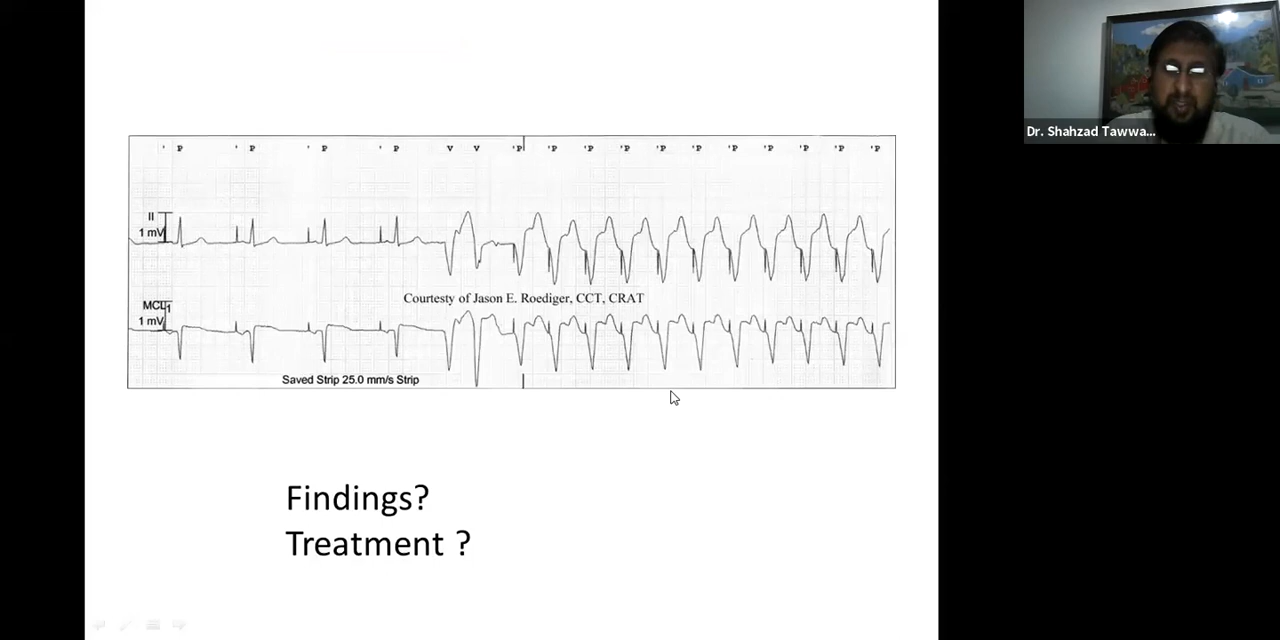 Dr. Shahzad Tawwa...
' P ' P ' P ' P V V 'P 'P 'P 'P 'P 'P 'P 'P 'P 'P 'P
II
1 mV
Courtesty of Jason E. Roediger, CCT, CRAT
MCL1
1 mV
Saved Strip 25.0 mm/s Strip
Findings?
Treatment ?